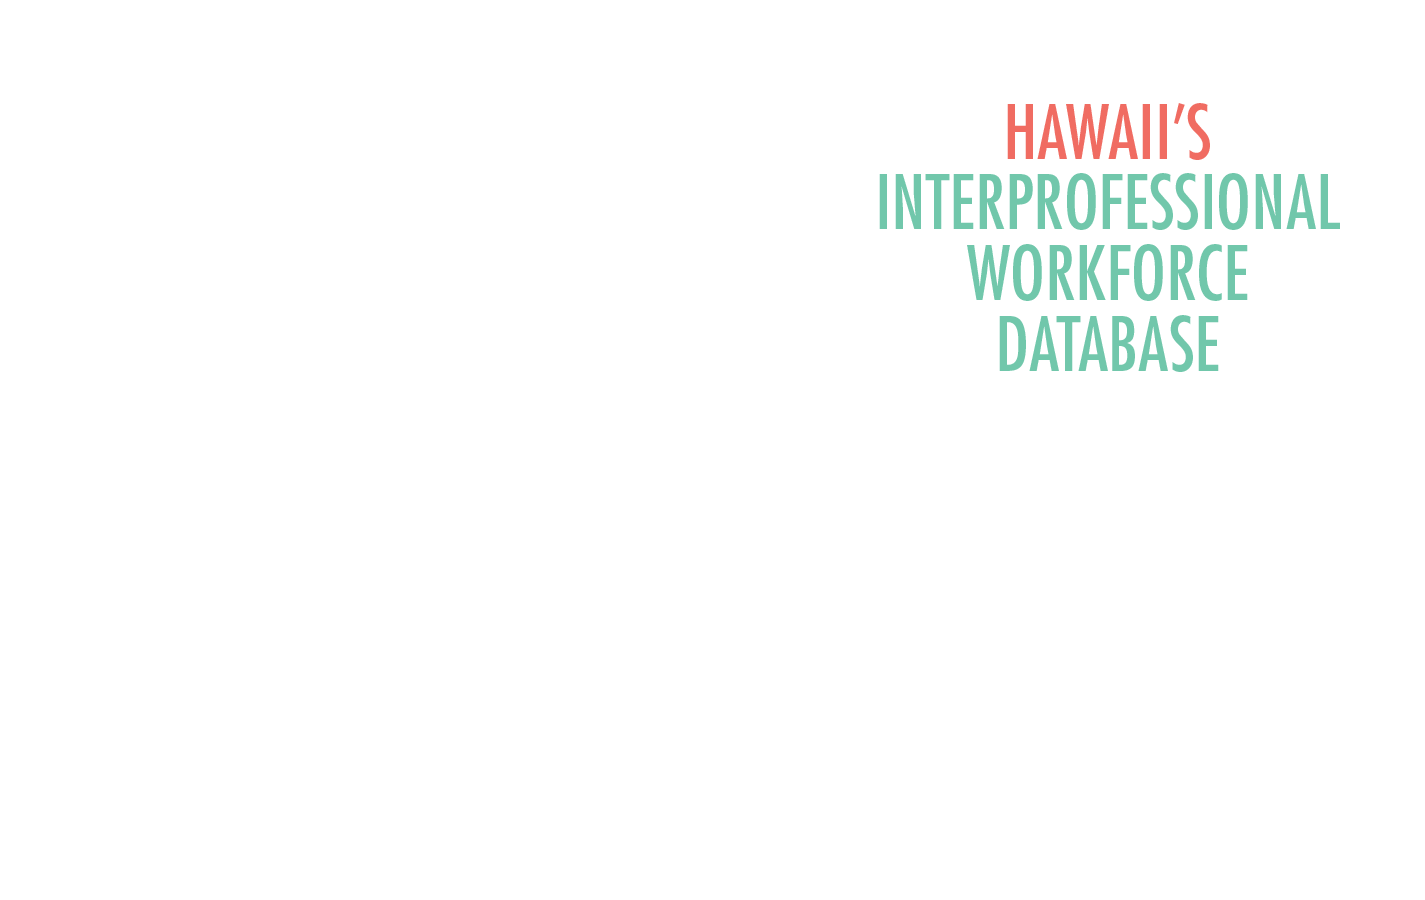 HAWAII’S
INTERPROFESSIONAL
WORKFORCE
DATABASE